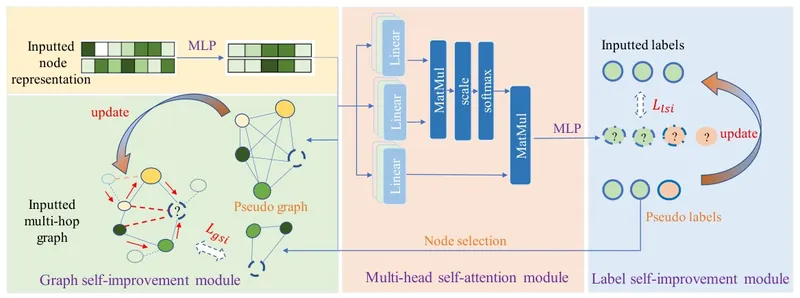 Inputted
node
representation
MLP
update
Inputted
multi-hop
graph
?
Pseudo graph
L_gsi
Graph self-improvement module
Linear
Linear
Linear
MatMul
scale
softmax
MatMul
MLP
Node selection
Multi-head self-attention module
Inputted labels
L_lsi
? ? ? ?
update
Pseudo labels
Label self-improvement module